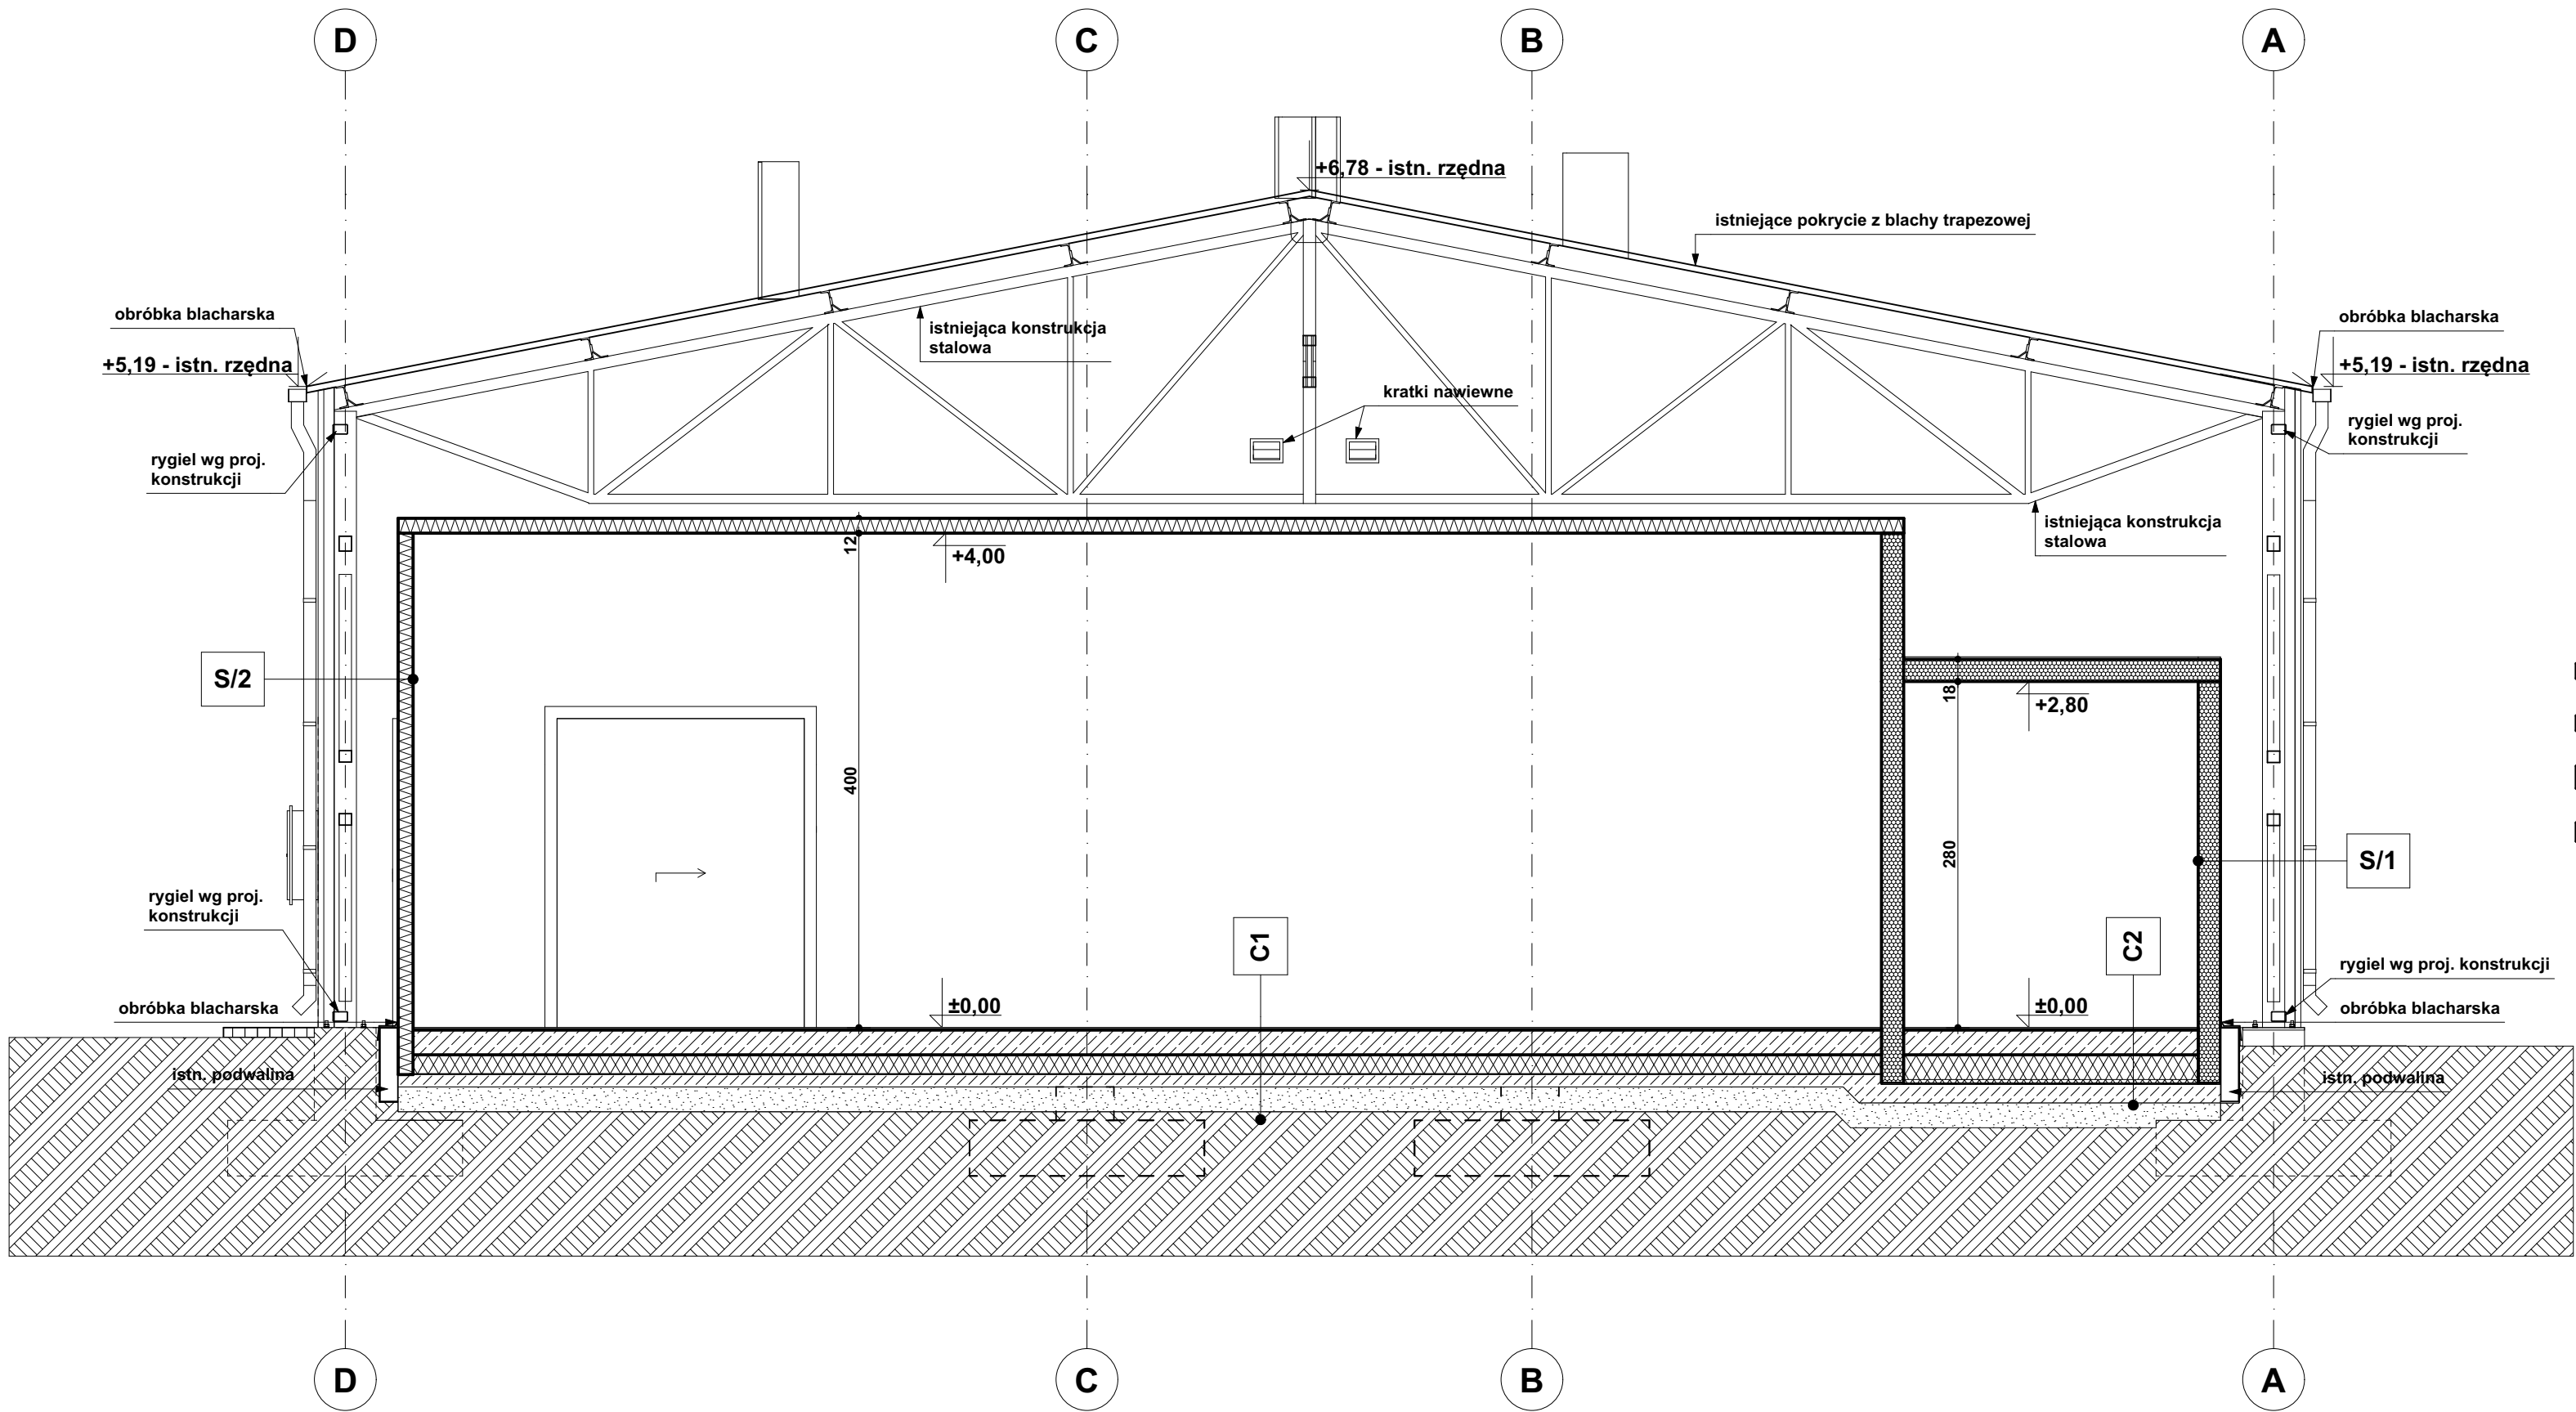 D
C
B
A
+6,78 - istn. rzędna
istniejące pokrycie z blachy trapezowej
obróbka blacharska
+5,19 - istn. rzędna
istniejąca konstrukcja
stalowa
kratki nawiewne
obróbka blacharska
+5,19 - istn. rzędna
rygiel wg proj.
konstrukcji
rygiel wg proj.
konstrukcji
istniejąca konstrukcja
stalowa
12
+4,00
S/2
18
+2,80
400
280
S/1
rygiel wg proj.
konstrukcji
C1
C2
rygiel wg proj. konstrukcji
obróbka blacharska
±0,00
±0,00
obróbka blacharska
istn. podwalina
istn. podwalina
D
C
B
A